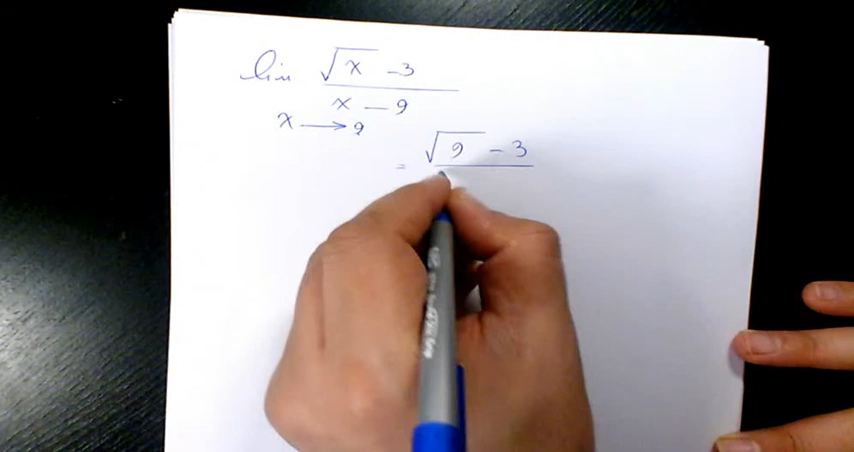 lim √x -3
x - 9
x → 9
= √9 - 3